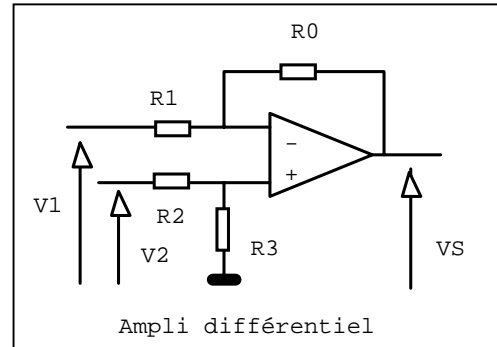 R0
R1
−
+
V1
R2
V2
R3
VS
Ampli différentiel